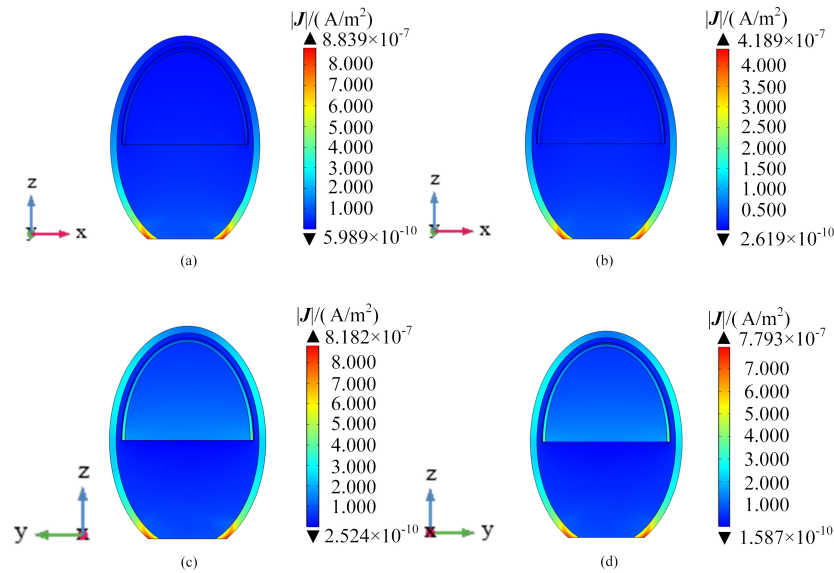 |J|/( A/m²)
8.839×10⁻⁷
8.000
7.000
6.000
5.000
4.000
3.000
2.000
1.000
5.989×10⁻¹⁰
z
y x
(a)
|J|/( A/m²)
4.189×10⁻⁷
4.000
3.500
3.000
2.500
2.000
1.500
1.000
0.500
2.619×10⁻¹⁰
z
y x
(b)
|J|/( A/m²)
8.182×10⁻⁷
8.000
7.000
6.000
5.000
4.000
3.000
2.000
1.000
2.524×10⁻¹⁰
z
y x
(c)
|J|/( A/m²)
7.793×10⁻⁷
7.000
6.000
5.000
4.000
3.000
2.000
1.000
1.587×10⁻¹⁰
z
x y
(d)